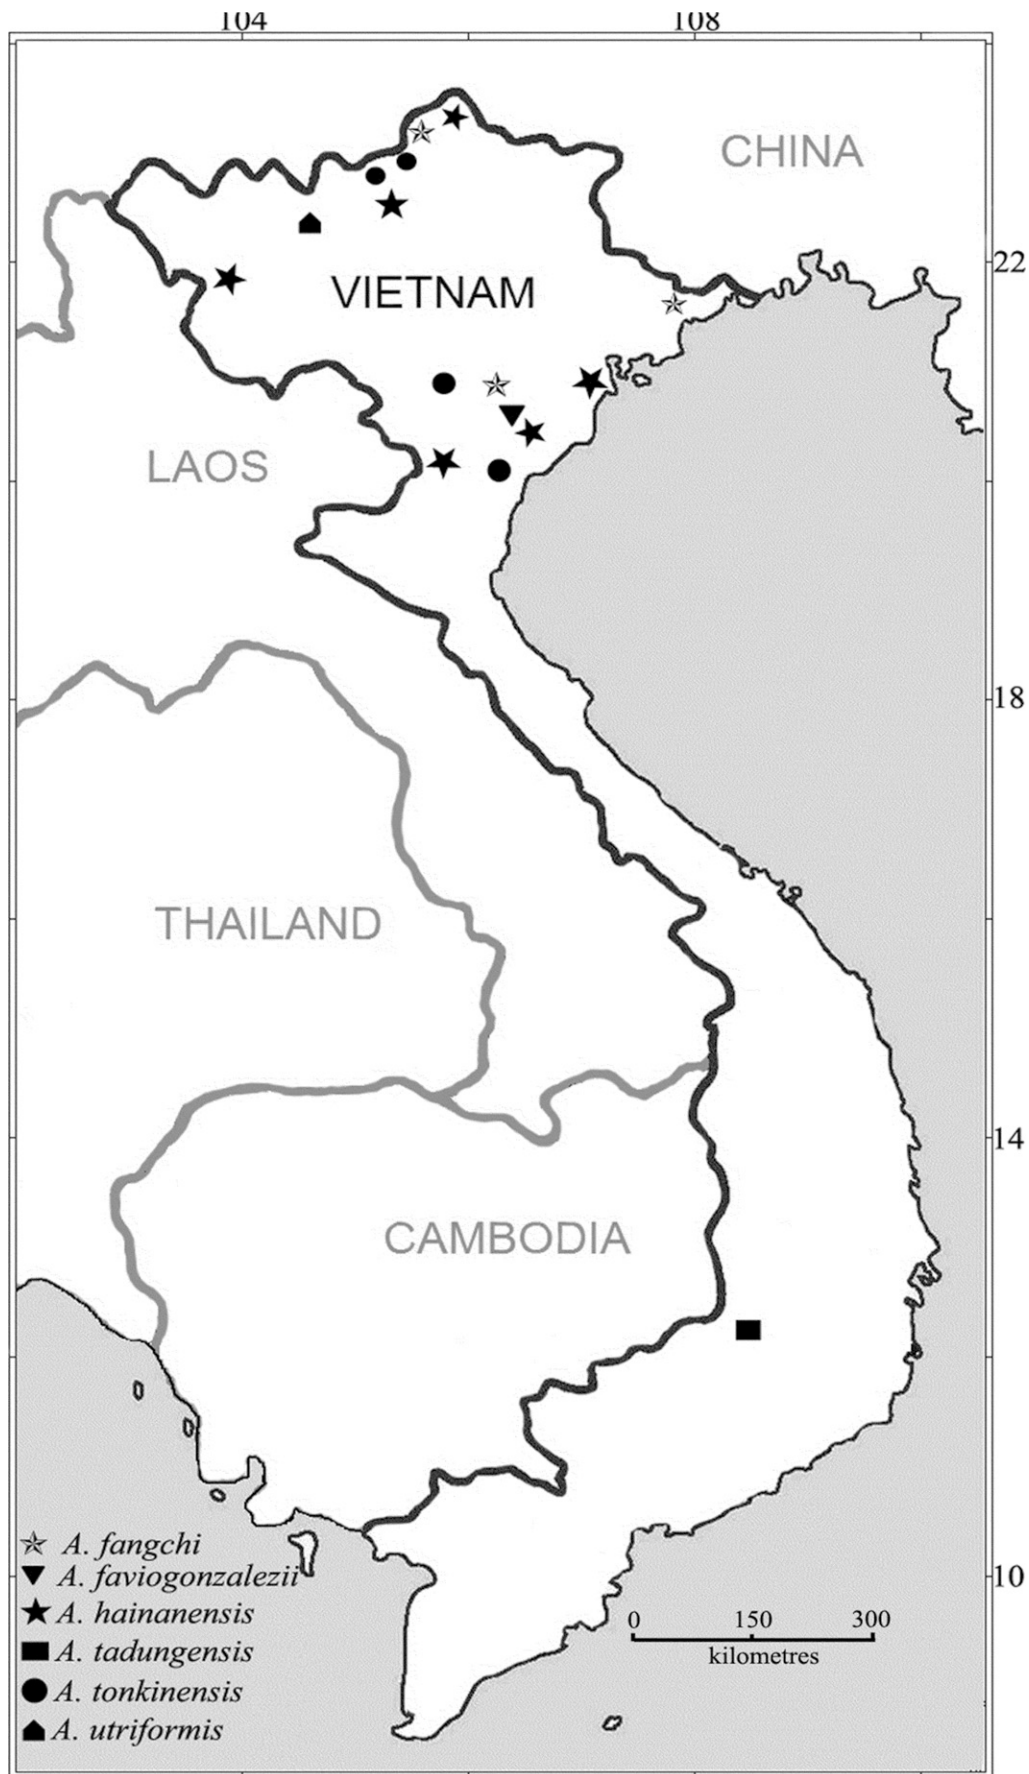 104 108
CHINA
22
VIETNAM
LAOS
18
THAILAND
14
CAMBODIA
A. fangchi
A. faviogonzalezii
10
A. hainanensis
0 150 300
kilometres
A. tadungensis
A. tonkinensis
A. utriformis